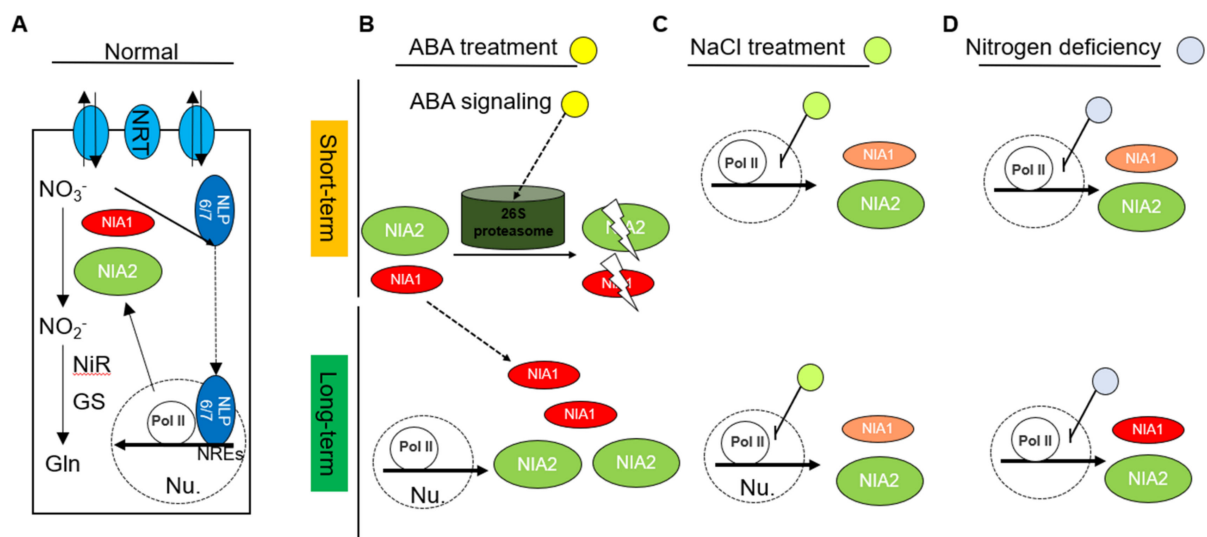 A
Normal
NRT
NO3-
NLP
6/7
NIA1
NIA2
NO2-
NiR
GS
Gln
Pol II
NLP
6/7
NREs
Nu.
Short-term
Long-term
B
ABA treatment
ABA signaling
26S
proteasome
NIA2
NIA1
NIA2
NIA1
NIA1
NIA1
Pol II
NIA2
NIA2
Nu.
C
NaCl treatment
Pol II
NIA1
NIA2
Pol II
NIA1
NIA2
Nu.
D
Nitrogen deficiency
Pol II
NIA1
NIA2
Pol II
NIA1
NIA2